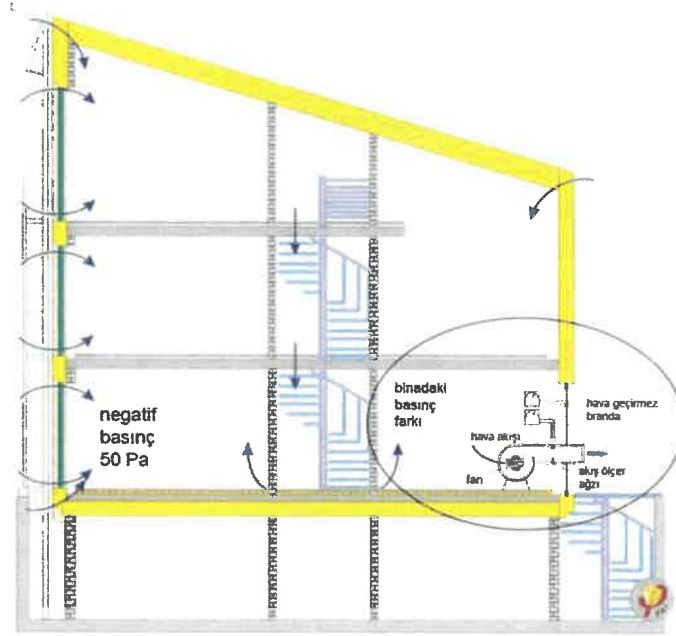 negatif
basınç
50 Pa
binadaki
basınç
farkı
hava geçirmez
branda
hava akışı
fan
akış ölçer
ağzı